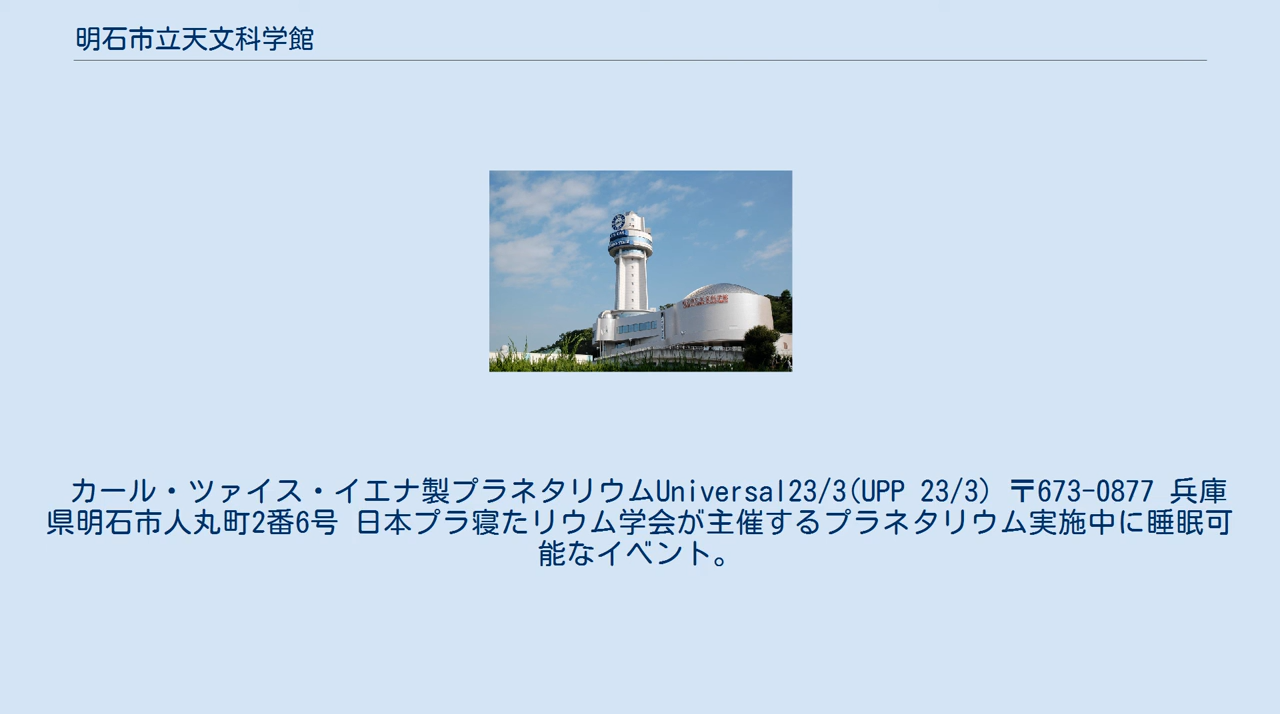 明石市立天文科学館
カール・ツァイス・イエナ製プラネタリウムUniversal23/3(UPP 23/3) 〒673-0877 兵庫
県明石市人丸町2番6号 日本プラ寝たリウム学会が主催するプラネタリウム実施中に睡眠可
能なイベント。